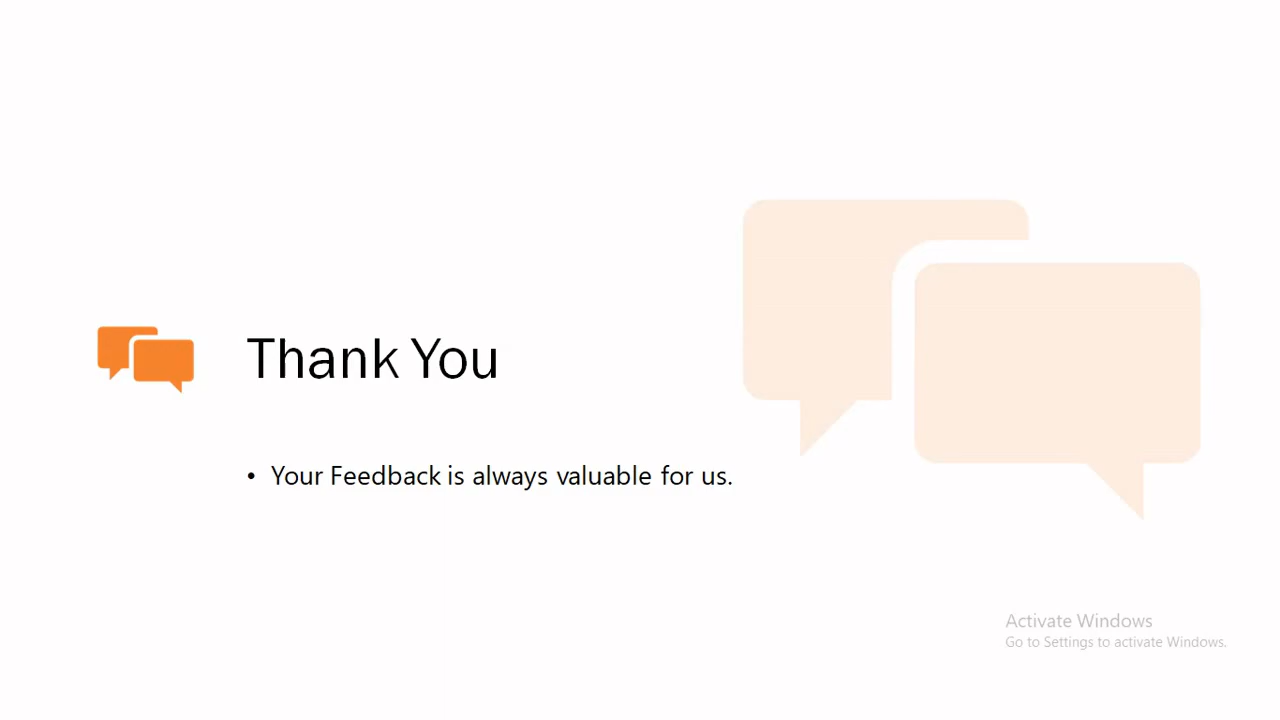 Thank You
• Your Feedback is always valuable for us.
Activate Windows
Go to Settings to activate Windows.